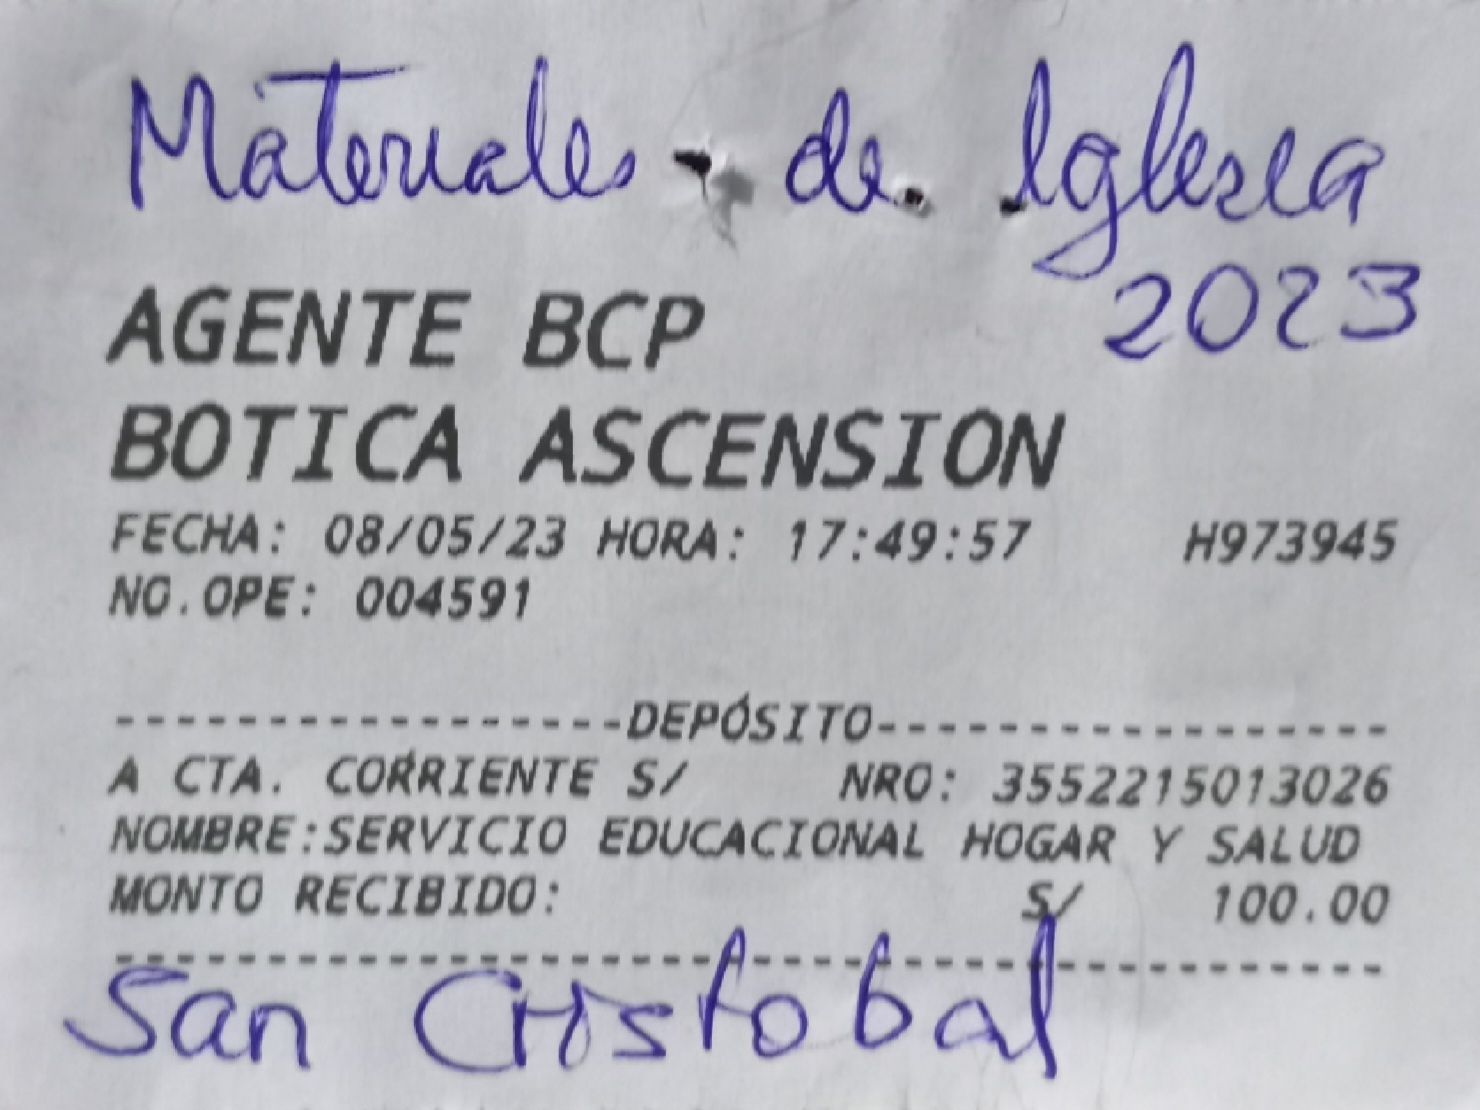 Materiales de Iglesia
2023
AGENTE BCP
BOTICA ASCENSION
FECHA: 08/05/23 HORA: 17:49:57 H973945
NO.OPE: 004591
------------------DEPÓSITO-----------------
A CTA. CORRIENTE S/ NRO: 3552215013026
NOMBRE:SERVICIO EDUCACIONAL HOGAR Y SALUD
MONTO RECIBIDO: S/ 100.00
San Cristobal